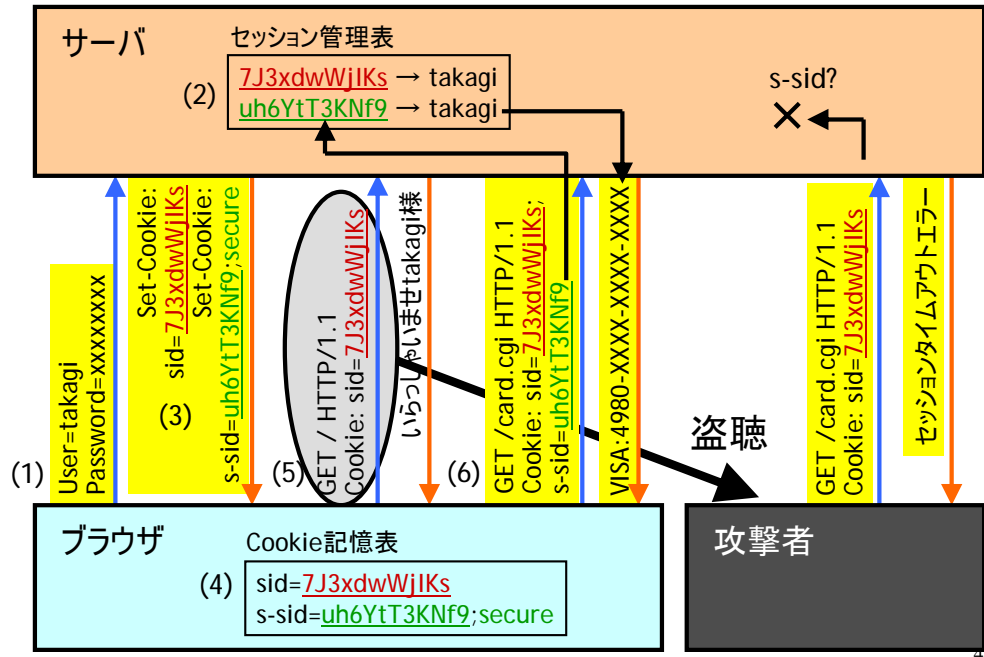 サーバ
セッション管理表
(2)
7J3xdwWjIKs → takagi
uh6YtT3KNf9 → takagi
s-sid?
(1)
User=takagi
Password=xxxxxxxx
(3)
Set-Cookie:
sid=7J3xdwWjIKs
Set-Cookie:
s-sid=uh6YtT3KNf9;secure
(5)
GET / HTTP/1.1
Cookie: sid=7J3xdwWjIKs
いらっしゃいませtakagi様
(6)
GET /card.cgi HTTP/1.1
Cookie: sid=7J3xdwWjIKs;
s-sid=uh6YtT3KNf9
VISA:4980-XXXX-XXXX-XXXX
盗聴
GET /card.cgi HTTP/1.1
Cookie: sid=7J3xdwWjIKs
セッションタイムアウトエラー
ブラウザ
Cookie記憶表
(4)
sid=7J3xdwWjIKs
s-sid=uh6YtT3KNf9;secure
攻撃者
4